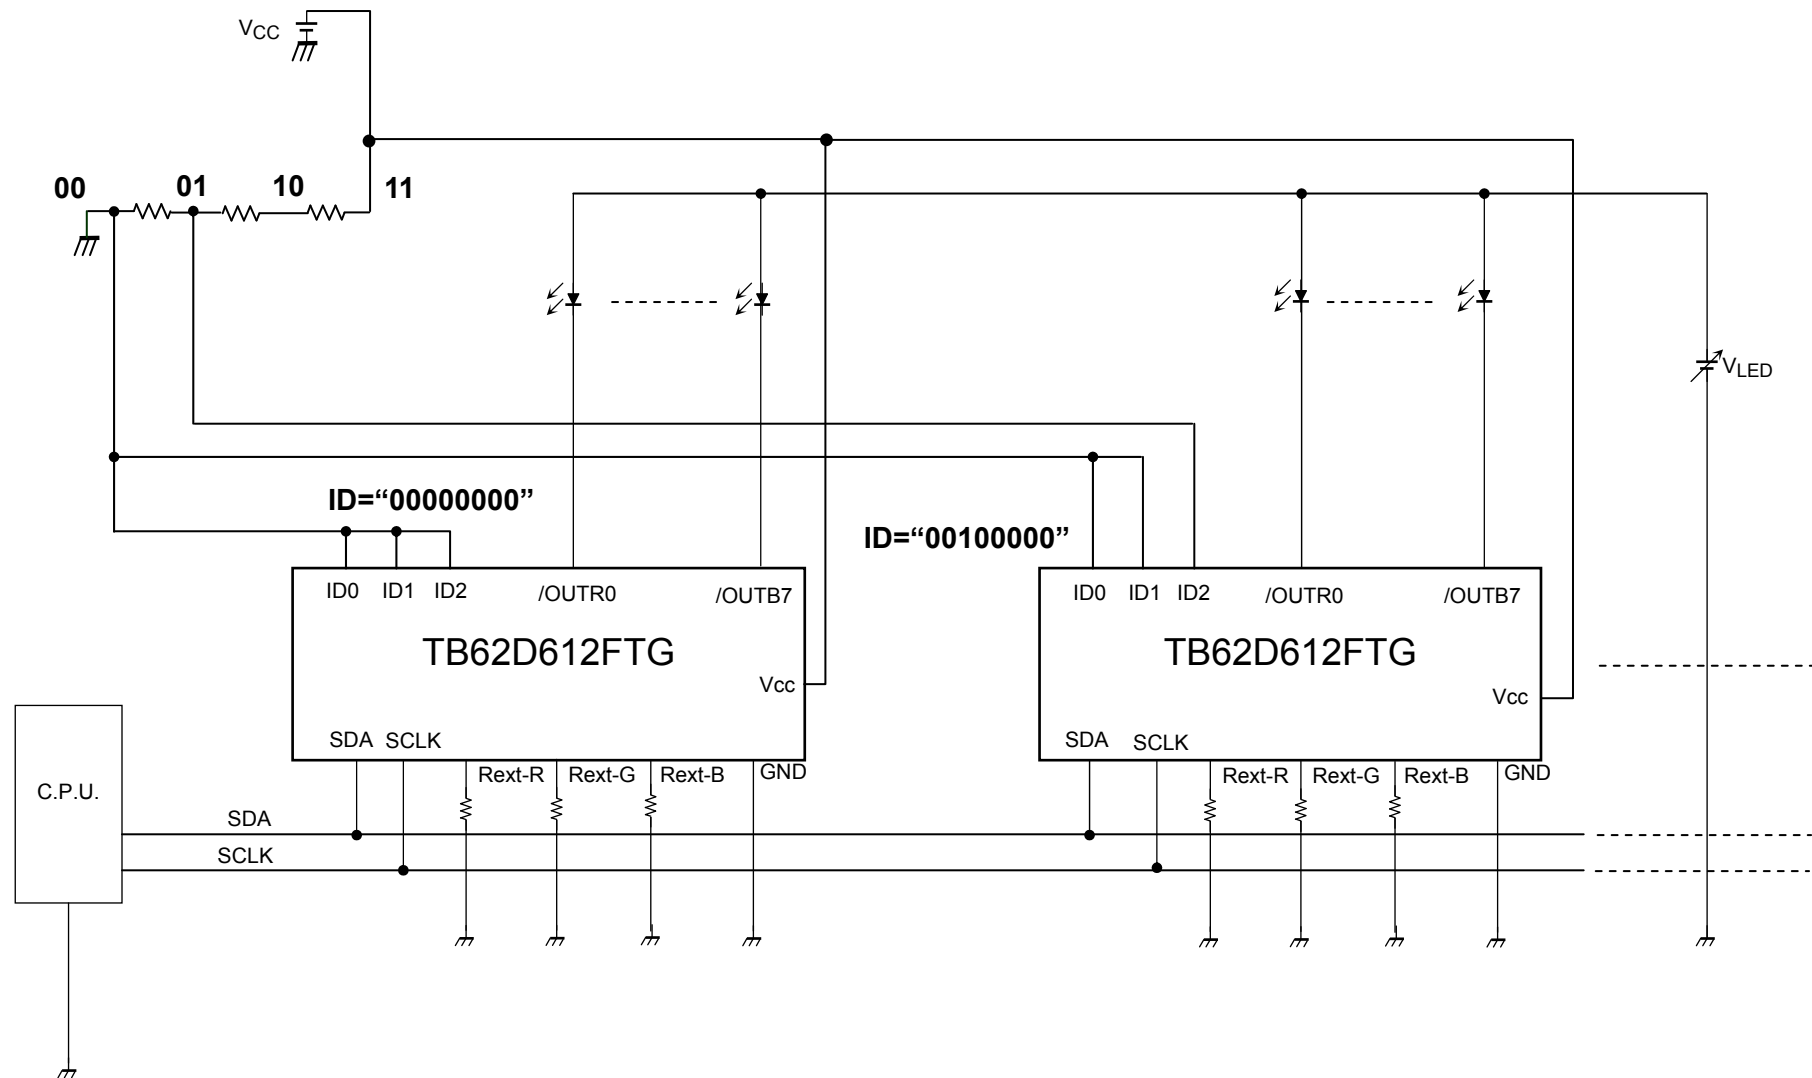 VCC
00 01 10 11
VLED
ID=“00000000”
ID=“00100000”
ID0 ID1 ID2 /OUTR0 /OUTB7
TB62D612FTG
Vcc
SDA SCLK
Rext-R Rext-G Rext-B GND
ID0 ID1 ID2 /OUTR0 /OUTB7
TB62D612FTG
Vcc
SDA SCLK
Rext-R Rext-G Rext-B GND
C.P.U.
SDA
SCLK